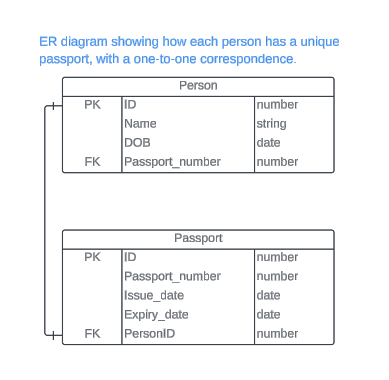 ER diagram showing how each person has a unique
passport, with a one-to-one correspondence.
Person
PK ID number
Name string
DOB date
FK Passport_number number
Passport
PK ID number
Passport_number number
Issue_date date
Expiry_date date
FK PersonID number